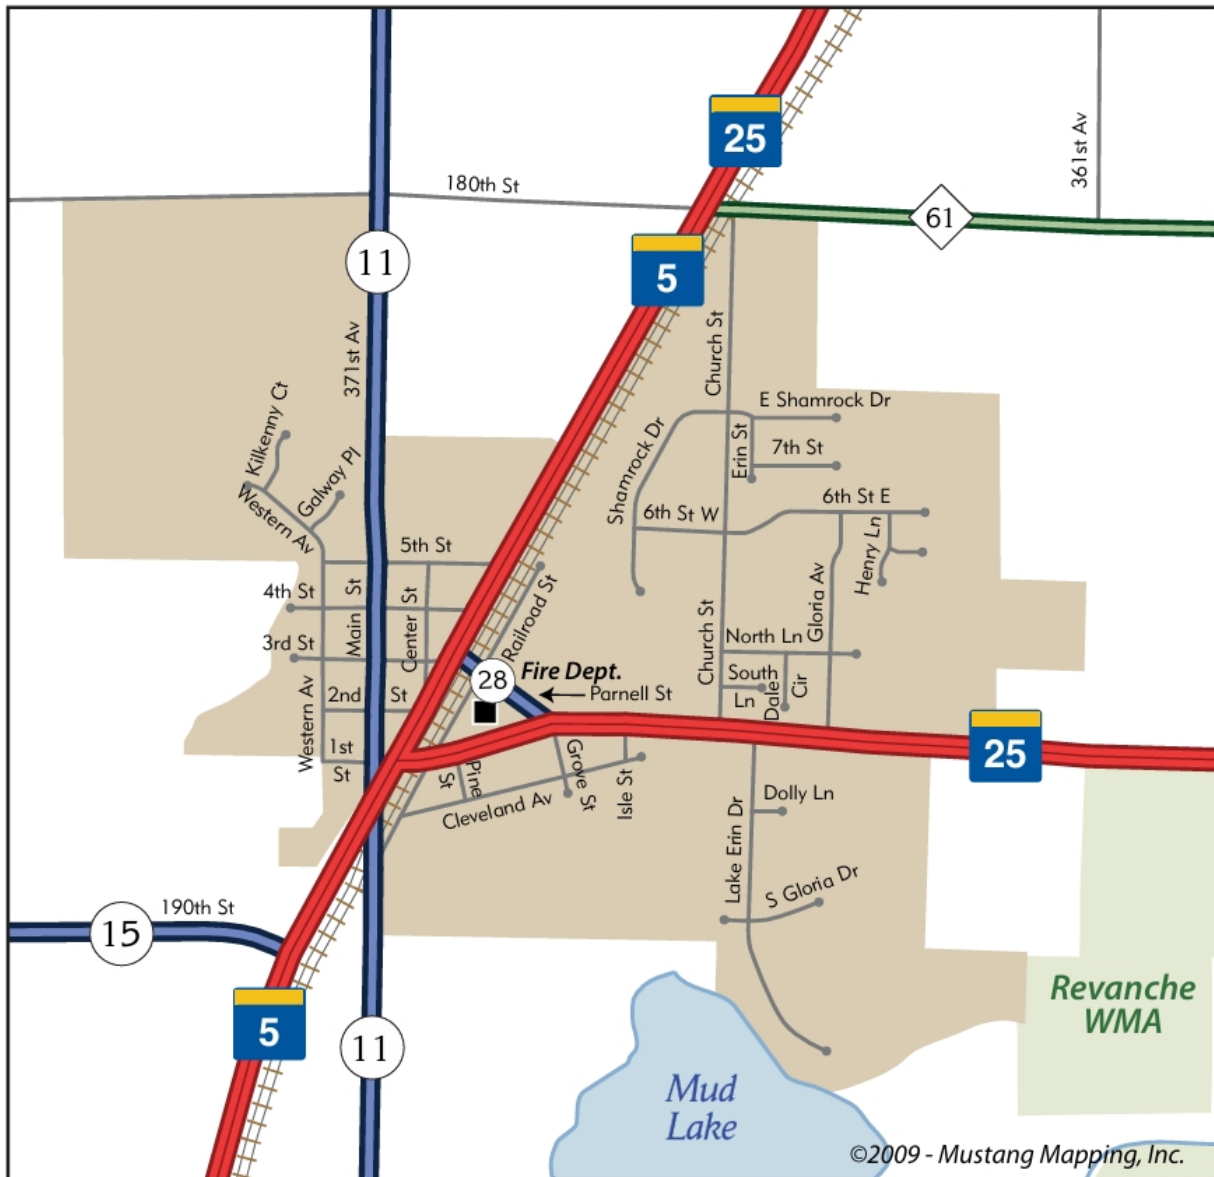 25
180th St
361st Av
61
11
5
371st Av
Church St
Kilkenny Ct
E Shamrock Dr
Erin St
7th St
Galway Pl
Shamrock Dr
Western Av
6th St E
6th St W
Henry Ln
5th St
4th St
Main St
Center St
Railroad St
Gloria Av
Church St
3rd St
North Ln
Fire Dept.
28
Parnell St
South
Ln
Dale
Cir
2nd St
Western Av
1st
St
25
Pine
St
Grove St
Isle St
Cleveland Av
Dolly Ln
Lake Erin Dr
S Gloria Dr
190th St
15
5
11
Revanche
WMA
Mud
Lake
©2009 - Mustang Mapping, Inc.